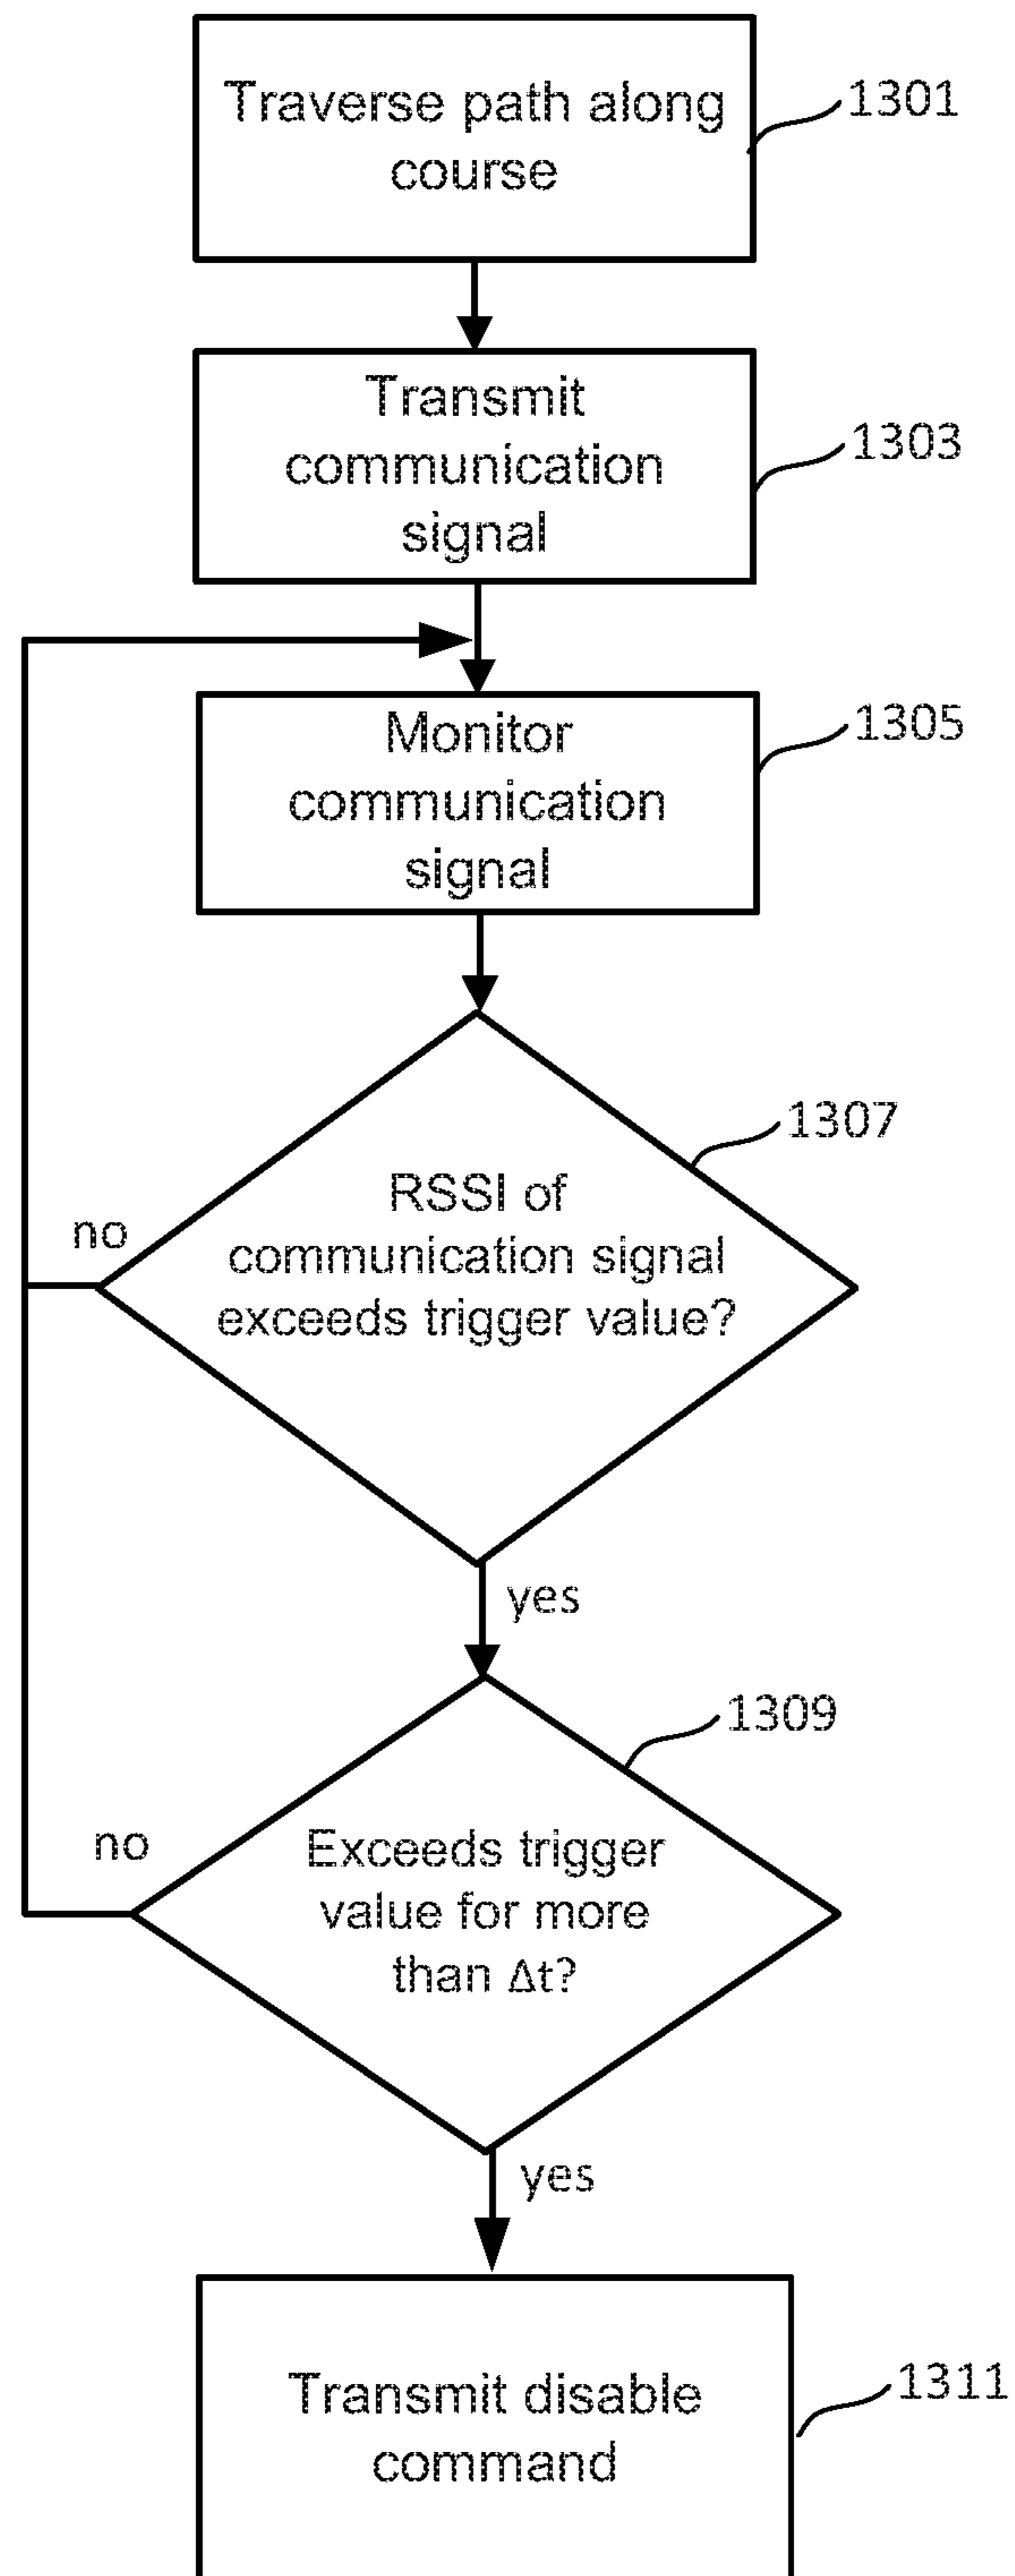 Traverse path along
course
1301
Transmit
communication
signal
1303
Monitor
communication
signal
1305
RSSI of
communication signal
exceeds trigger value?
1307
no
yes
Exceeds trigger
value for more
than Δt?
1309
no
yes
Transmit disable
command
1311